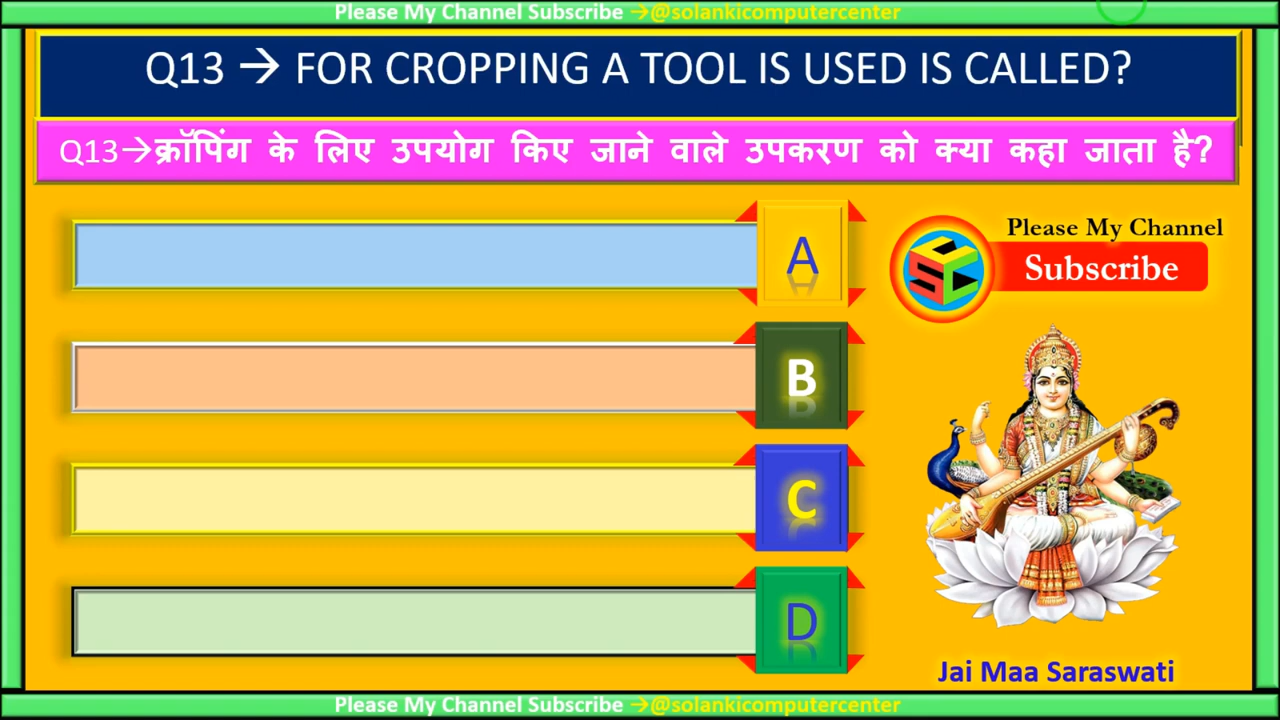 Please My Channel Subscribe →@solankicomputercenter
Q13 → FOR CROPPING A TOOL IS USED IS CALLED?
Q13→क्रॉपिंग के लिए उपयोग किए जाने वाले उपकरण को क्या कहा जाता है?
A
Please My Channel
Subscribe
SCC
B
C
D
Jai Maa Saraswati
Please My Channel Subscribe →@solankicomputercenter